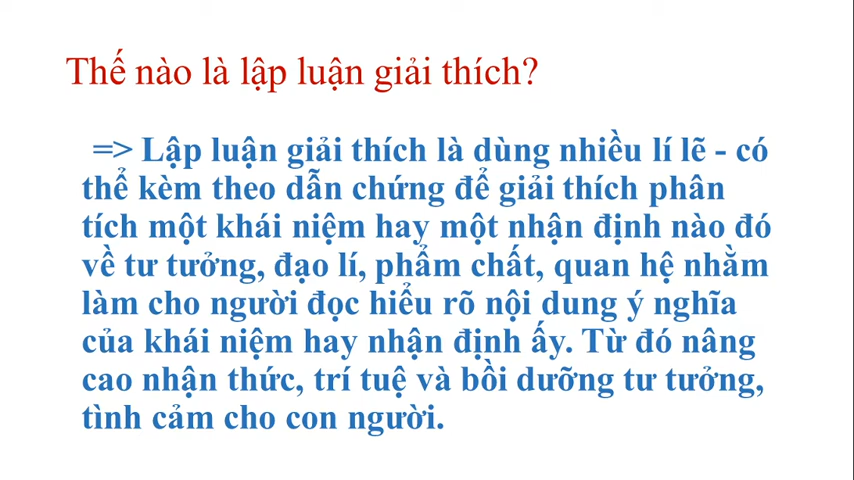 Thế nào là lập luận giải thích?
=> Lập luận giải thích là dùng nhiều lí lẽ - có
thể kèm theo dẫn chứng để giải thích phân
tích một khái niệm hay một nhận định nào đó
về tư tưởng, đạo lí, phẩm chất, quan hệ nhằm
làm cho người đọc hiểu rõ nội dung ý nghĩa
của khái niệm hay nhận định ấy. Từ đó nâng
cao nhận thức, trí tuệ và bồi dưỡng tư tưởng,
tình cảm cho con người.